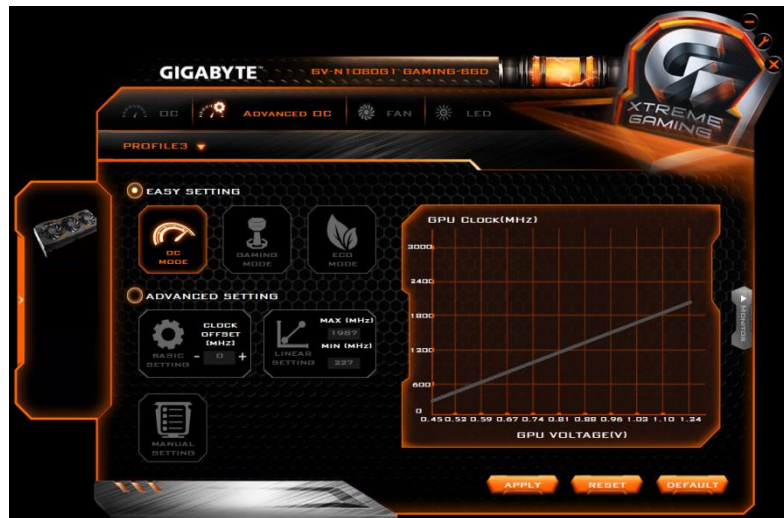 GIGABYTE™ GV-N1080G1 GAMING-8GD
XTREME
GAMING
OC ADVANCED OC FAN LED
PROFILE3
EASY SETTING
OC
MODE
GAMING
MODE
ECO
MODE
ADVANCED SETTING
BASIC
SETTING
CLOCK
OFFSET
(MHz)
- 0 +
LINEAR
SETTING
MAX (MHz)
1987
MIN (MHz)
227
MANUAL
SETTING
GPU CLOCK(MHZ)
3000
2400
1800
1200
600
0
0.45 0.52 0.59 0.67 0.74 0.81 0.88 0.96 1.03 1.10 1.24
GPU VOLTAGE(V)
MONITOR
APPLY RESET DEFAULT